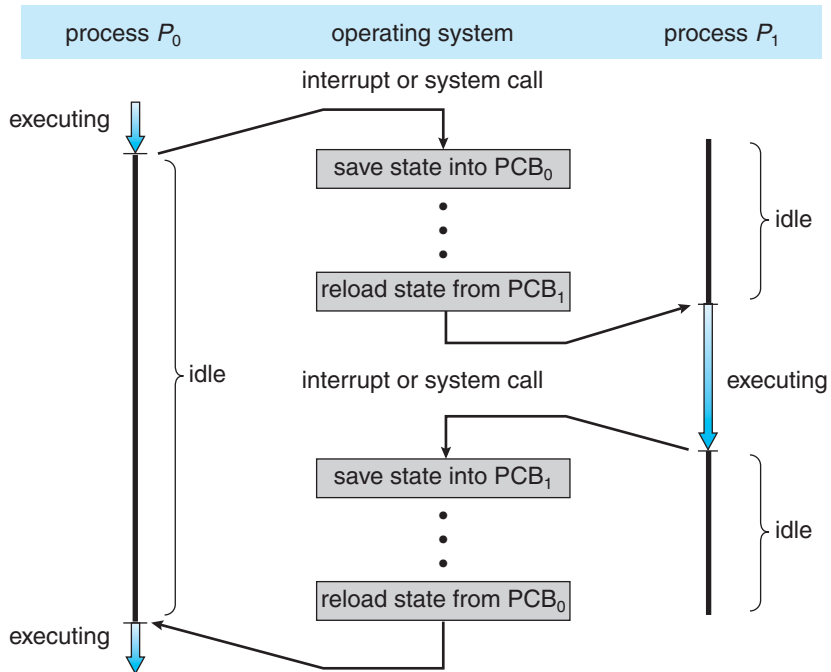 process P₀
operating system
process P₁
interrupt or system call
executing
save state into PCB₀
idle
reload state from PCB₁
idle
interrupt or system call
executing
save state into PCB₁
idle
reload state from PCB₀
executing